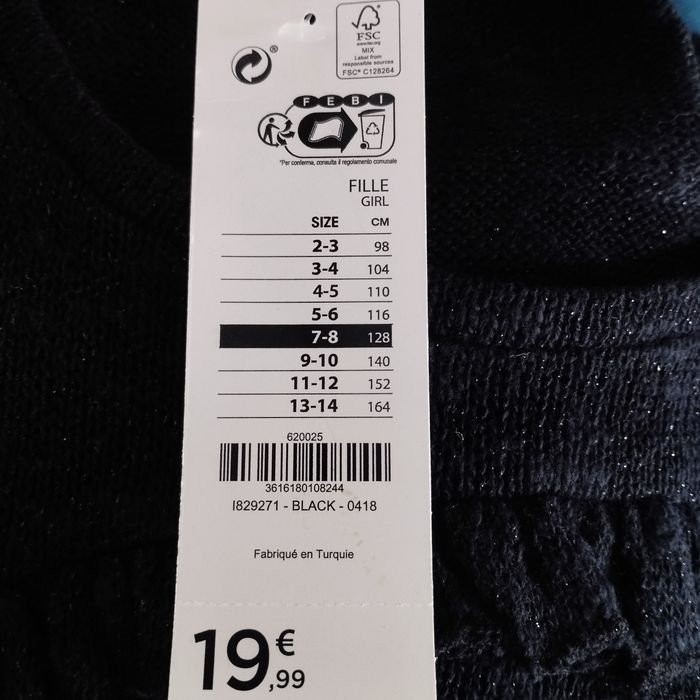 ®
FSC
www.fsc.org
MIX
Label from
responsible sources
FSC® C128264
F E B I
*Per conferma, consulta il regolamento comunale
FILLE
GIRL
SIZE CM
2-3 98
3-4 104
4-5 110
5-6 116
7-8 128
9-10 140
11-12 152
13-14 164
620025
3616180108244
I829271 - BLACK - 0418
Fabriqué en Turquie
19€,99